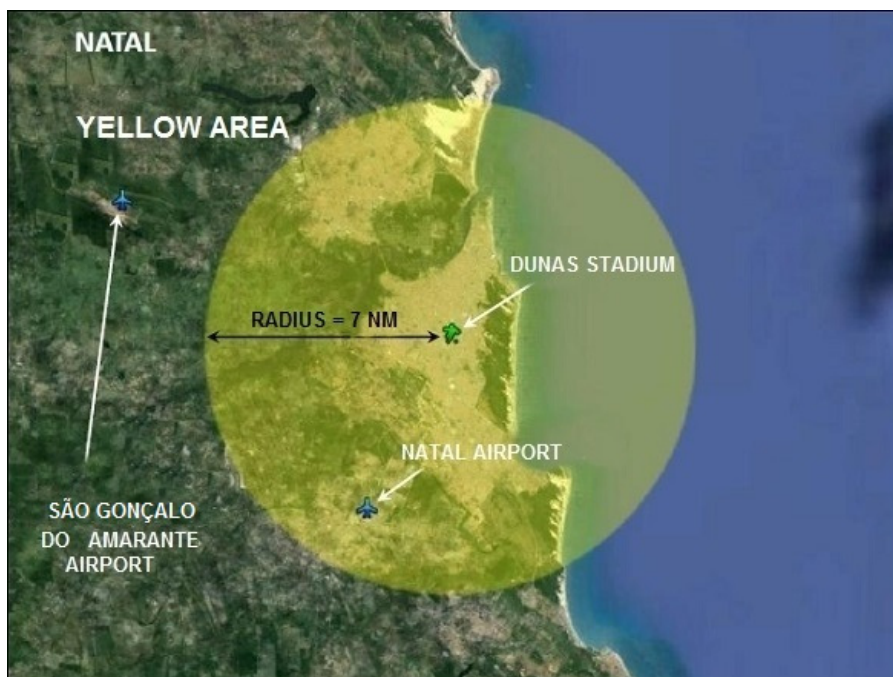 NATAL
YELLOW AREA
DUNAS STADIUM
RADIUS = 7 NM
NATAL AIRPORT
SÃO GONÇALO
DO AMARANTE
AIRPORT